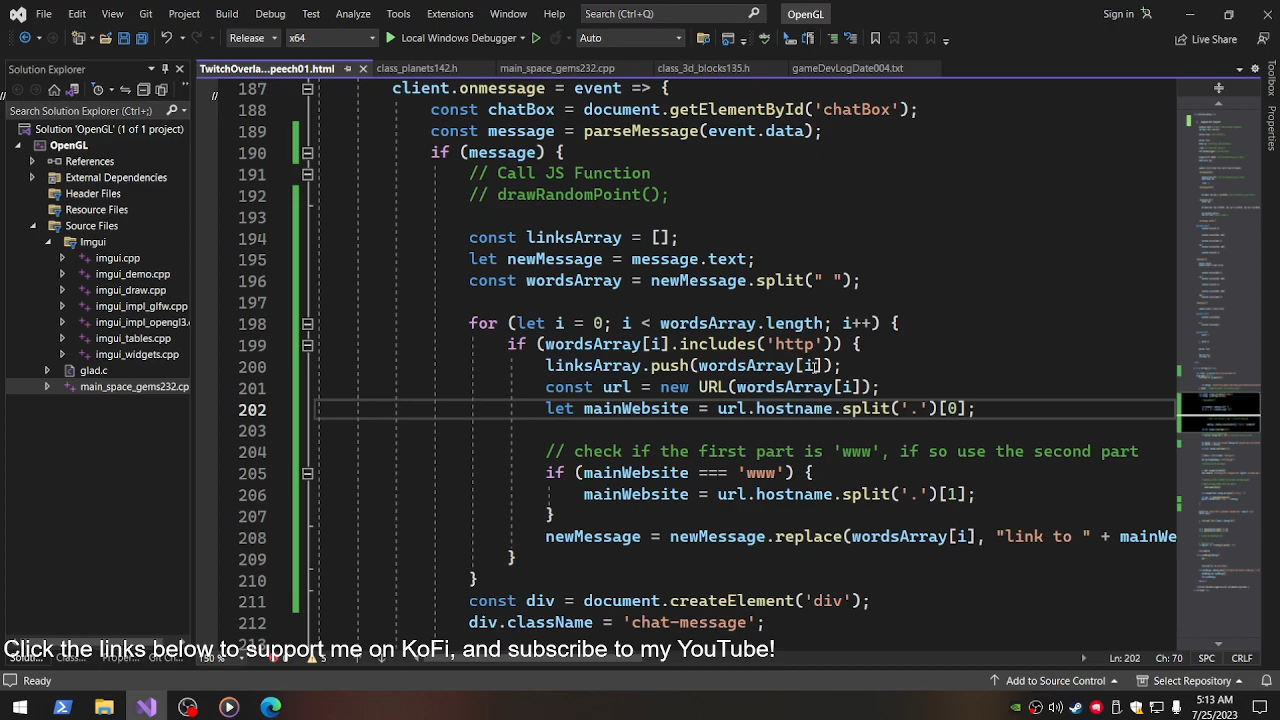 File Edit View Git Project Build Debug Test Analyze Tools Extensions Window Help Search (Ctrl+Q) OpenGL Sign in
Release x64 Local Windows Debugger Auto Live Share
Solution Explorer
TwitchOverla...peech01.html class_planets142.h main_space_gems232.cpp class_3d_blocks135.h gameDevLogDate004.txt
Search Solution Explorer
Solution 'OpenGL' (1 of 1 project)
OpenGL
References
External Dependencies
Header Files
Resource Files
Source Files
imgui
imgui.cpp
imgui_demo.cpp
imgui_draw.cpp
imgui_impl_glfw.cpp
imgui_impl_opengl3.c
imgui_tables.cpp
imgui_widgets.cpp
glad.c
main_space_gems232.cp
187 client.onmessage = event => {
188 const chatBox = document.getElementById('chatBox');
189 const message = parseMessage(event.data);
190 if (message) {
191 // Call JS Function
192 // drawRandomPoint();
193
194 const linksArray = [];
195 let newMessage = message.text;
196 let wordsArray = newMessage.split(" ");
197
198 for (let i = 0; i < wordsArray.length; i++) {
199 if (wordsArray[i].includes('http')) {
200 linksArray.push(wordsArray[i]);
201 const url = new URL(wordsArray[i]);
202 let mainWebsite = url.hostname.split('.')[0];
203
204 // check if the first part is 'www', if so use the second part
205 if (mainWebsite === 'www') {
206 mainWebsite = url.hostname.split('.')[1];
207 }
208 newMessage = newMessage.replace(wordsArray[i], "link to " + mainWe
209 }
210 }
211 const div = document.createElement('div');
212 div.className = 'chat-message';
213
Click the links below to support me on KoFi, and subscribe to my YouTube!
Ln: 202 Ch: 70 SPC CRLF
Ready
Add to Source Control Select Repository
Toolbox
Properties
5:13 AM
7/25/2023